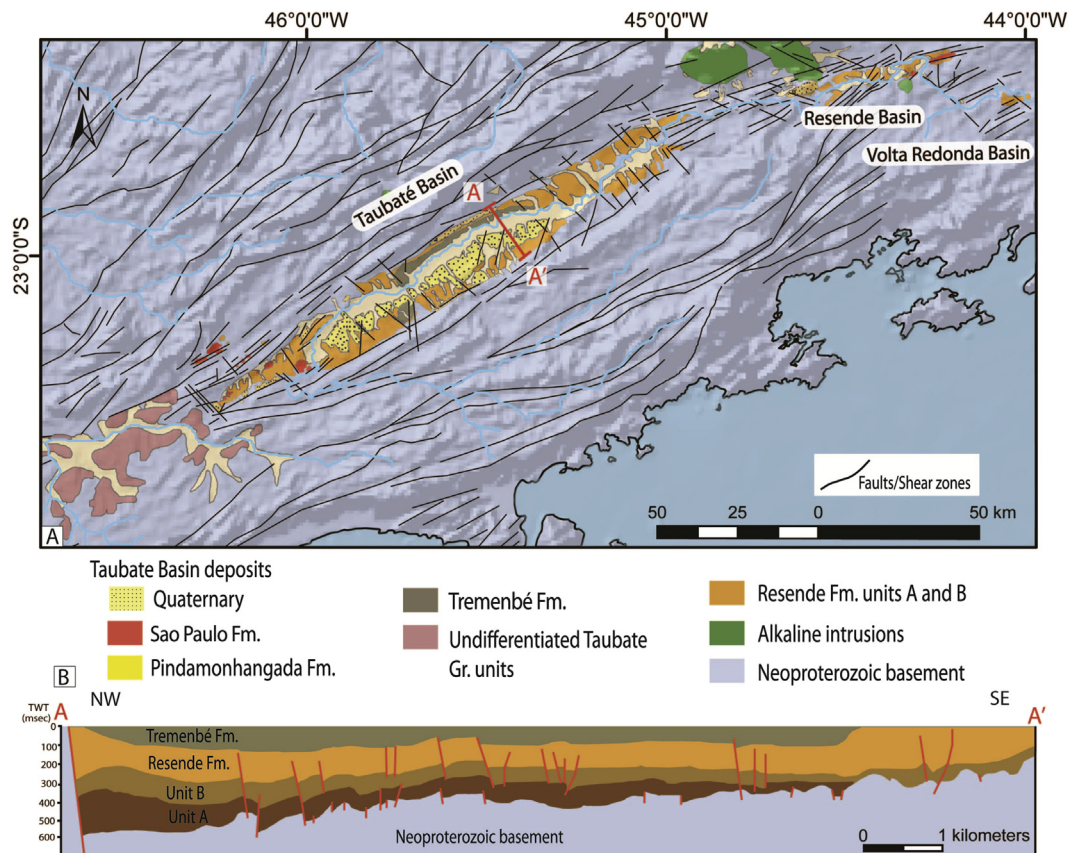 46°0'0"W
45°0'0"W
44°0'0"W
N
23°0'0"S
Resende Basin
Volta Redonda Basin
Taubaté Basin
A
A'
Faults/Shear zones
50
25
0
50 km
A
Taubate Basin deposits
Quaternary
Sao Paulo Fm.
Pindamonhangada Fm.
Tremenbé Fm.
Undifferentiated Taubate
Gr. units
Resende Fm. units A and B
Alkaline intrusions
Neoproterozoic basement
B
NW
SE
TWT
(msec)
A
A'
0
100
200
300
400
500
600
Tremenbé Fm.
Resende Fm.
Unit B
Unit A
Neoproterozoic basement
0
1 kilometers